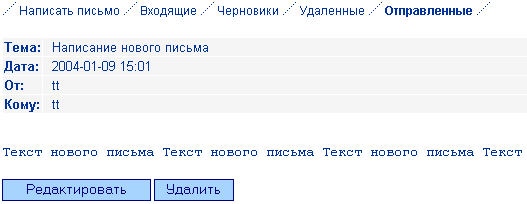 Написать письмо Входящие Черновики Удаленные Отправленные
Тема: Написание нового письма
Дата: 2004-01-09 15:01
От: tt
Кому: tt
Текст нового письма Текст нового письма Текст нового письма Текст
Редактировать Удалить